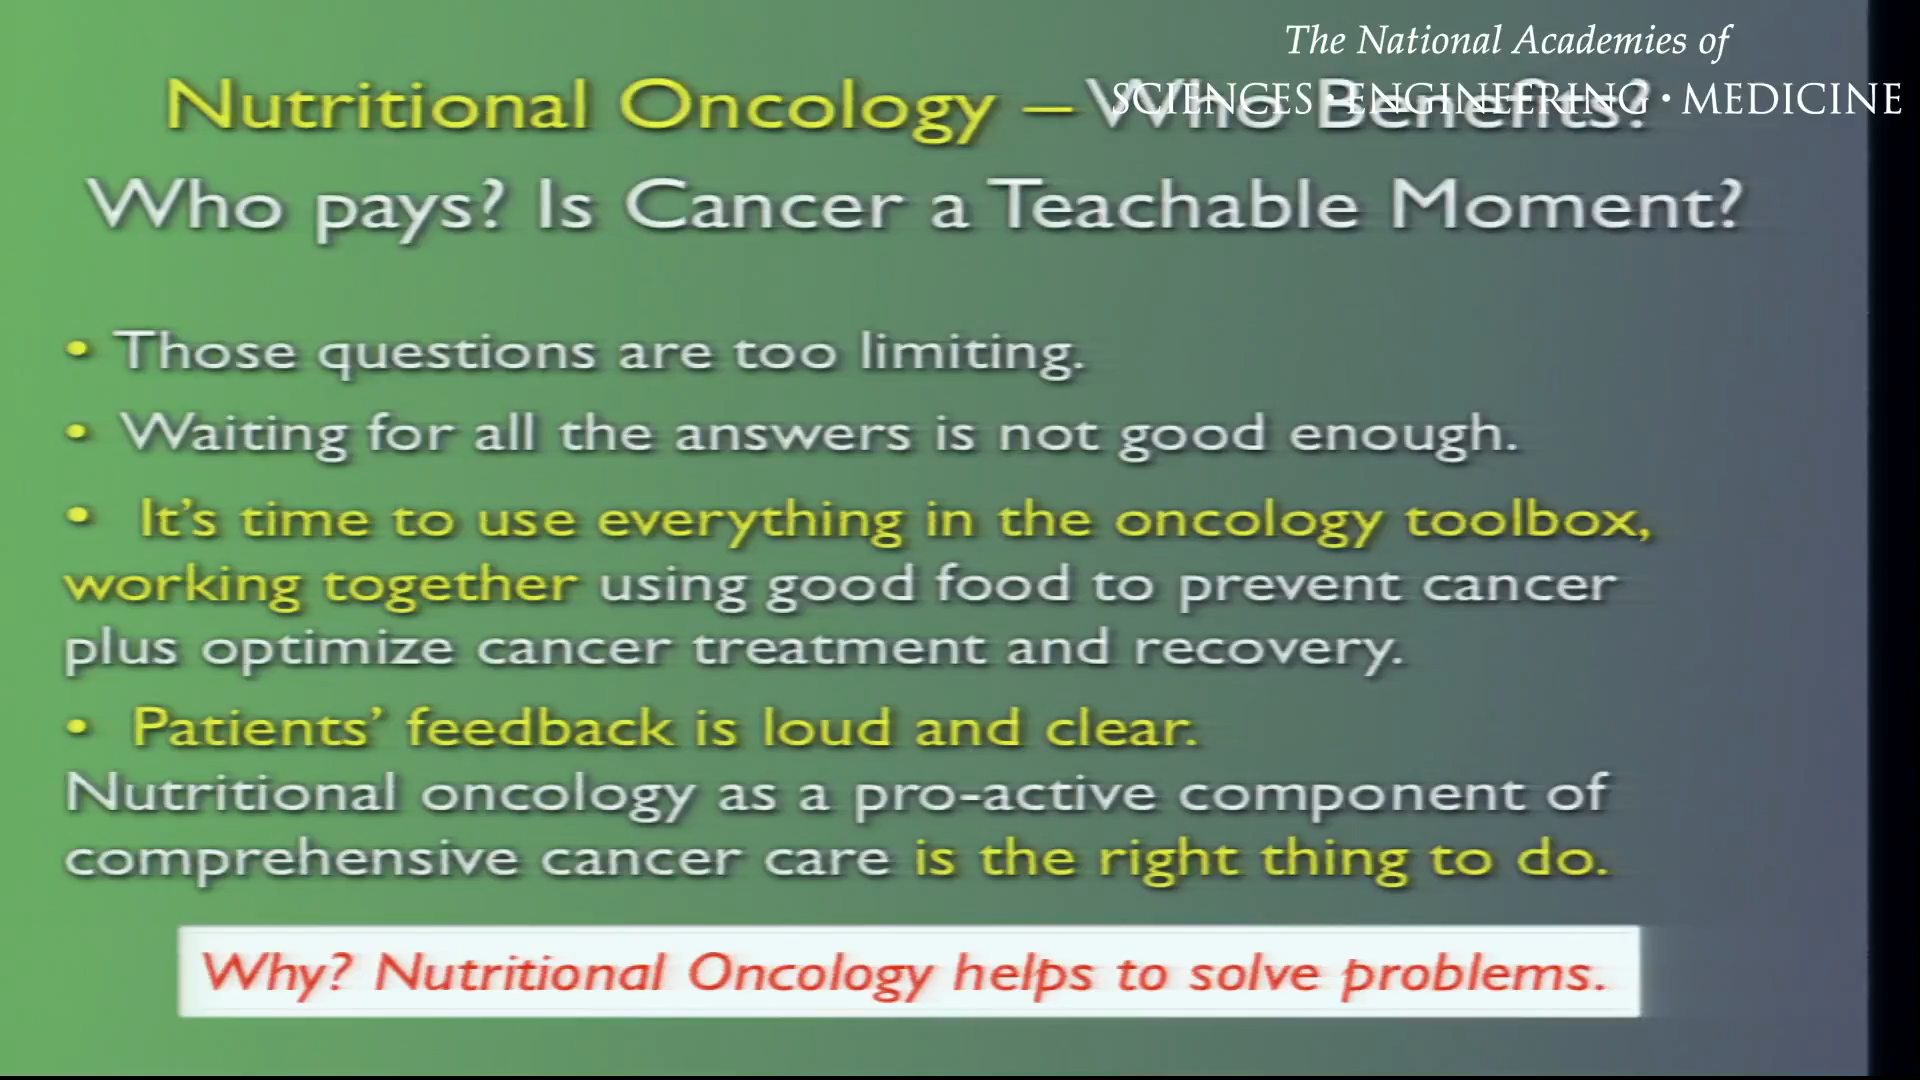 The National Academies of
SCIENCES • ENGINEERING • MEDICINE
Nutritional Oncology – Who Benefits?
Who pays? Is Cancer a Teachable Moment?
• Those questions are too limiting.
• Waiting for all the answers is not good enough.
• It's time to use everything in the oncology toolbox,
working together using good food to prevent cancer
plus optimize cancer treatment and recovery.
• Patients' feedback is loud and clear.
Nutritional oncology as a pro-active component of
comprehensive cancer care is the right thing to do.
Why? Nutritional Oncology helps to solve problems.